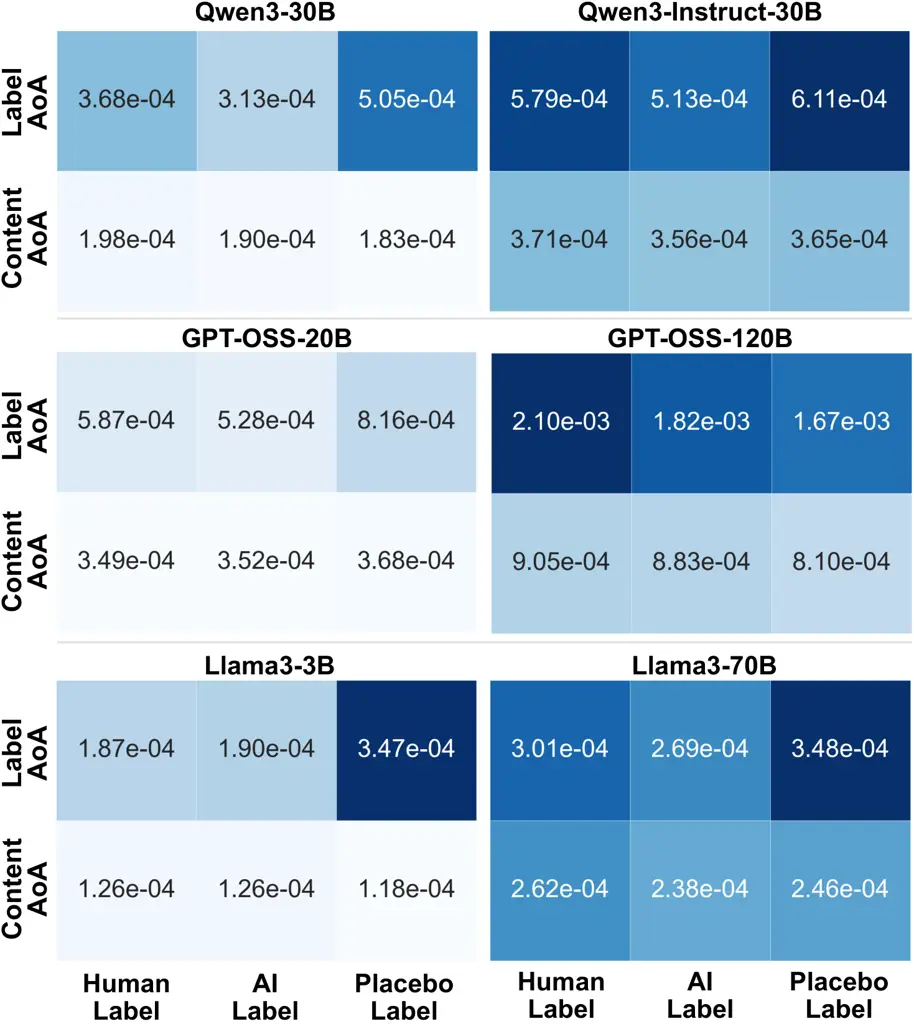 Qwen3-30B Qwen3-Instruct-30B
Label AoA 3.68e-04 3.13e-04 5.05e-04 5.79e-04 5.13e-04 6.11e-04
Content AoA 1.98e-04 1.90e-04 1.83e-04 3.71e-04 3.56e-04 3.65e-04
GPT-OSS-20B GPT-OSS-120B
Label AoA 5.87e-04 5.28e-04 8.16e-04 2.10e-03 1.82e-03 1.67e-03
Content AoA 3.49e-04 3.52e-04 3.68e-04 9.05e-04 8.83e-04 8.10e-04
Llama3-3B Llama3-70B
Label AoA 1.87e-04 1.90e-04 3.47e-04 3.01e-04 2.69e-04 3.48e-04
Content AoA 1.26e-04 1.26e-04 1.18e-04 2.62e-04 2.38e-04 2.46e-04
Human AI Placebo Human AI Placebo
Label Label Label Label Label Label